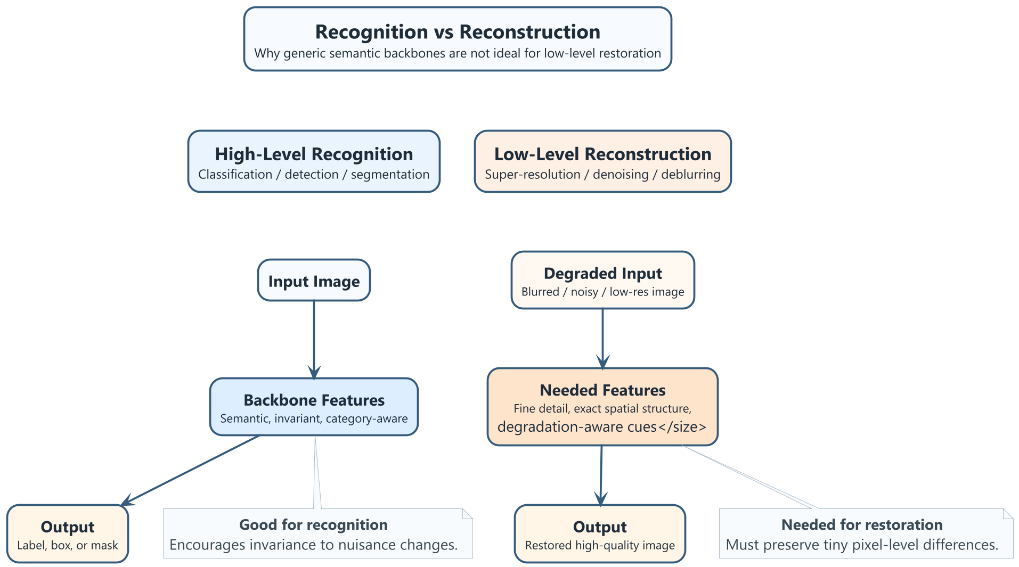 Recognition vs Reconstruction
Why generic semantic backbones are not ideal for low-level restoration
High-Level Recognition
Classification / detection / segmentation
Low-Level Reconstruction
Super-resolution / denoising / deblurring
Input Image
Degraded Input
Blurred / noisy / low-res image
Backbone Features
Semantic, invariant, category-aware
Needed Features
Fine detail, exact spatial structure,
degradation-aware cues</size>
Output
Label, box, or mask
Good for recognition
Encourages invariance to nuisance changes.
Output
Restored high-quality image
Needed for restoration
Must preserve tiny pixel-level differences.